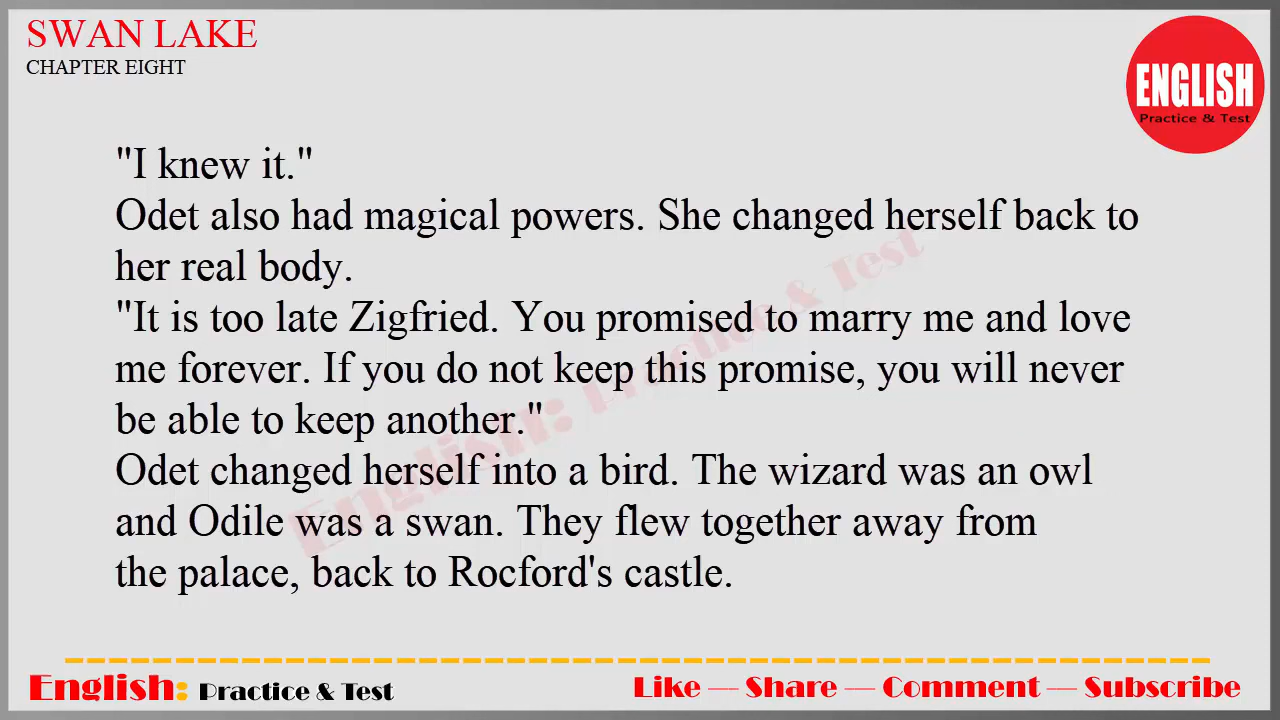 SWAN LAKE
CHAPTER EIGHT
ENGLISH
Practice & Test
"I knew it."
Odet also had magical powers. She changed herself back to
her real body.
"It is too late Zigfried. You promised to marry me and love
me forever. If you do not keep this promise, you will never
be able to keep another."
Odet changed herself into a bird. The wizard was an owl
and Odile was a swan. They flew together away from
the palace, back to Rocford's castle.
English: Practice & Test
English: Practice & Test
Like — Share — Comment — Subscribe